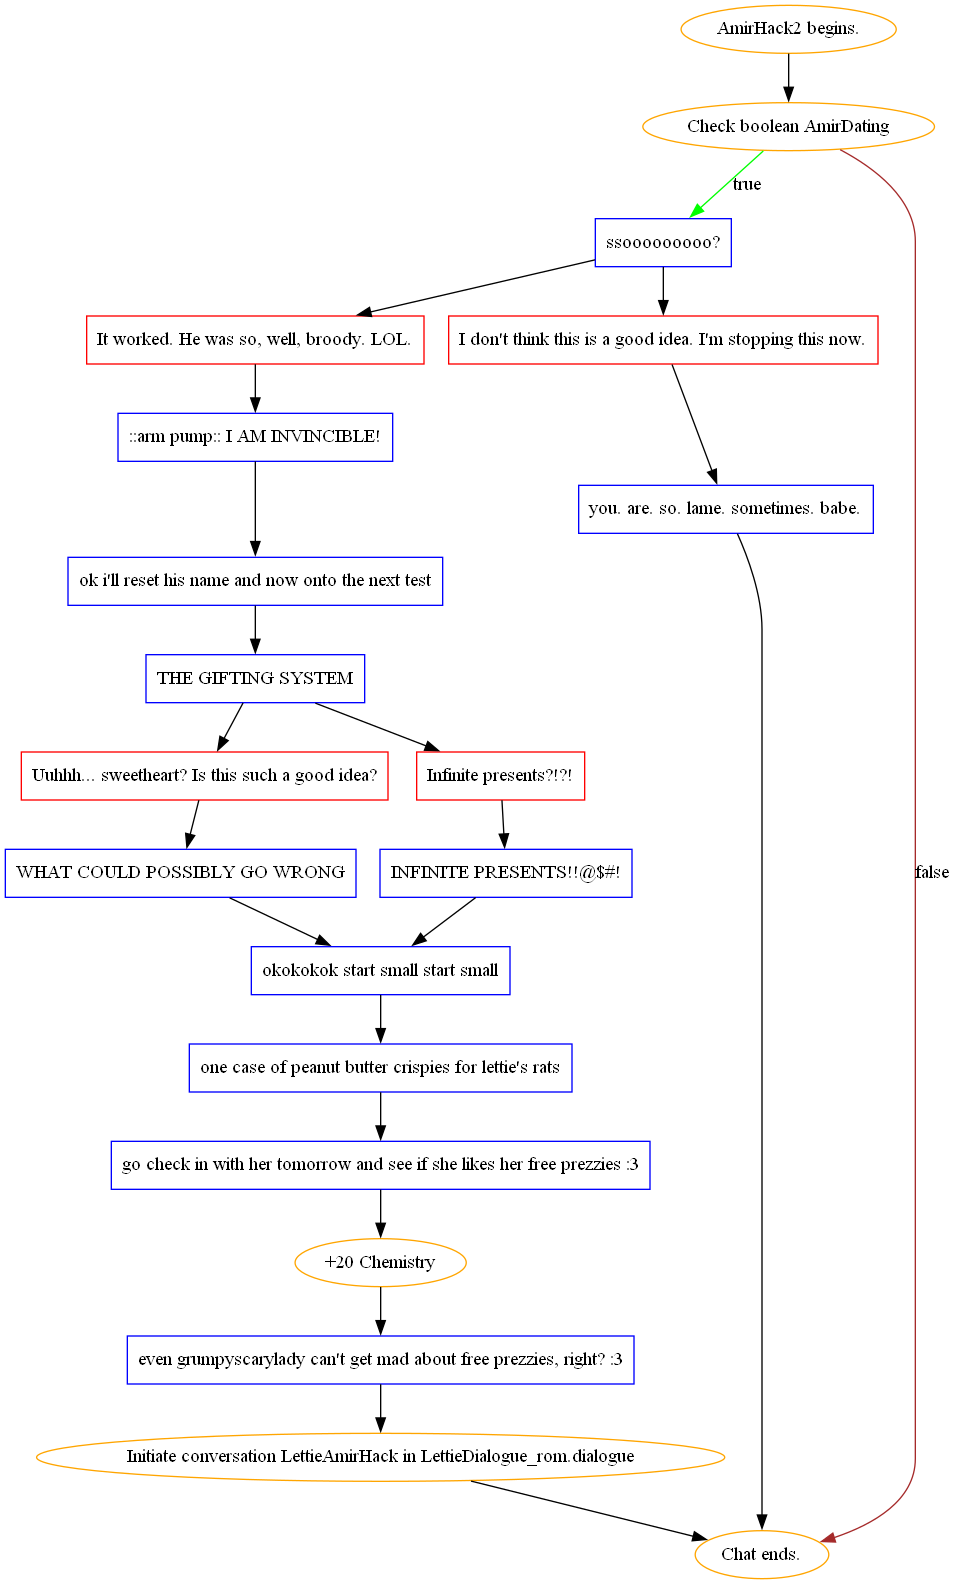 AmirHack2 begins.
Check boolean AmirDating
true
ssooooooooo?
It worked. He was so, well, broody. LOL.
I don't think this is a good idea. I'm stopping this now.
::arm pump:: I AM INVINCIBLE!
you. are. so. lame. sometimes. babe.
ok i'll reset his name and now onto the next test
THE GIFTING SYSTEM
Uuhhh... sweetheart? Is this such a good idea?
Infinite presents?!?!
WHAT COULD POSSIBLY GO WRONG
INFINITE PRESENTS!!@$#!
false
okokokok start small start small
one case of peanut butter crispies for lettie's rats
go check in with her tomorrow and see if she likes her free prezzies :3
+20 Chemistry
even grumpyscarylady can't get mad about free prezzies, right? :3
Initiate conversation LettieAmirHack in LettieDialogue_rom.dialogue
Chat ends.